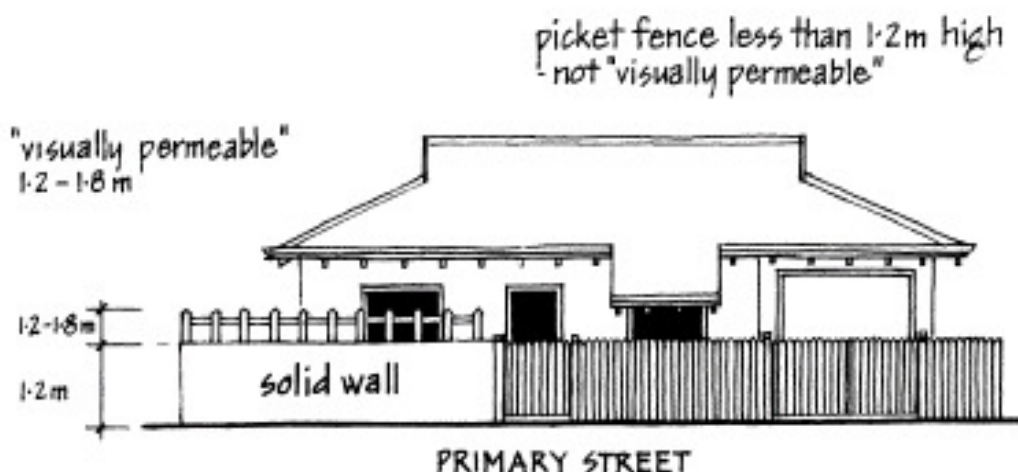 picket fence less than 1·2m high
- not "visually permeable"
"visually permeable"
1·2 - 1·8 m
1·2-1·8m
1·2m
solid wall
PRIMARY STREET